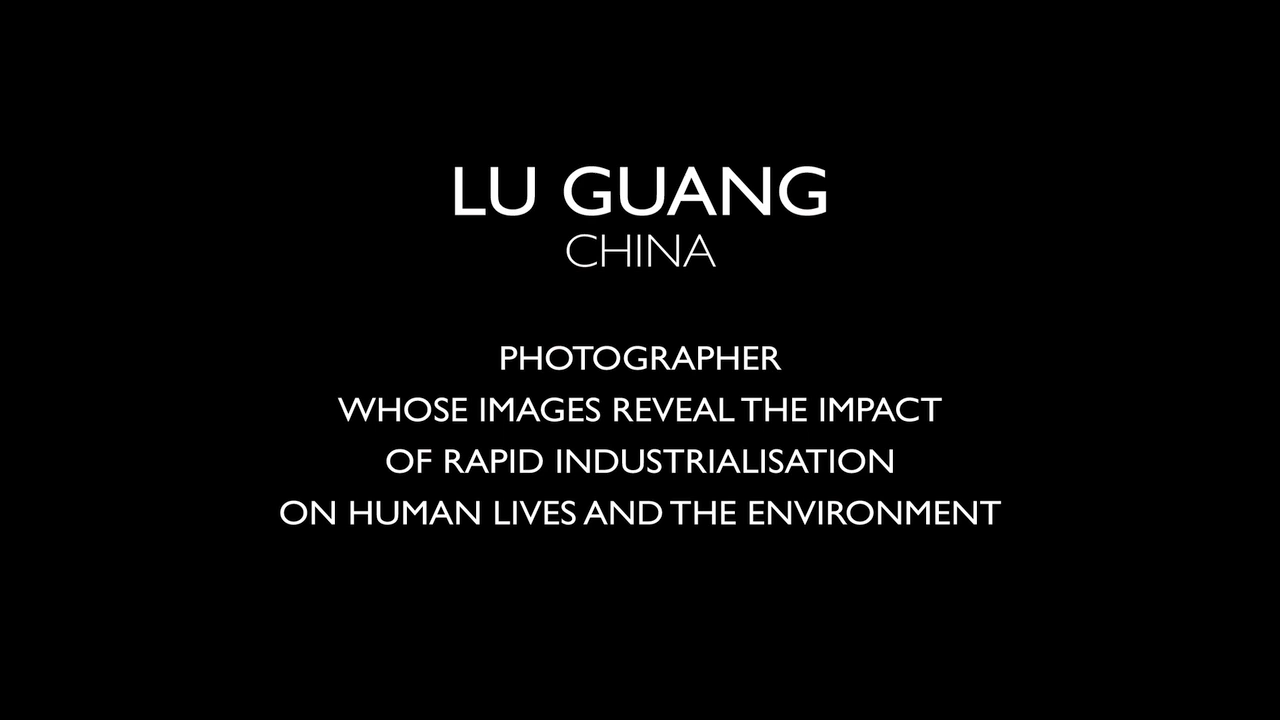 LU GUANG
CHINA
PHOTOGRAPHER
WHOSE IMAGES REVEAL THE IMPACT
OF RAPID INDUSTRIALISATION
ON HUMAN LIVES AND THE ENVIRONMENT